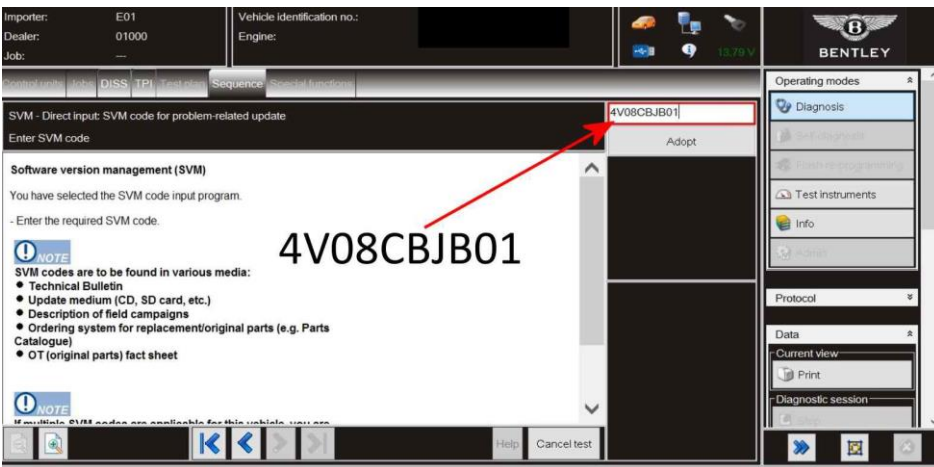 Importer: E01
Dealer: 01000
Job: ---
Vehicle identification no.:
Engine:
13.79 V
BENTLEY
Control units Jobs DISS TPI Test plan Sequence Special functions
SVM - Direct input: SVM code for problem-related update
Enter SVM code
4V08CBJB01
Adopt
Software version management (SVM)
You have selected the SVM code input program.
- Enter the required SVM code.
4V08CBJB01
NOTE
SVM codes are to be found in various media:
● Technical Bulletin
● Update medium (CD, SD card, etc.)
● Description of field campaigns
● Ordering system for replacement/original parts (e.g. Parts
Catalogue)
● OT (original parts) fact sheet
NOTE
If multiple SVM codes are applicable for this vehicle, you are
Help
Cancel test
Operating modes
Diagnosis
Flash re-programming
Test instruments
Info
Admin
Protocol
Data
Current view
Print
Diagnostic session